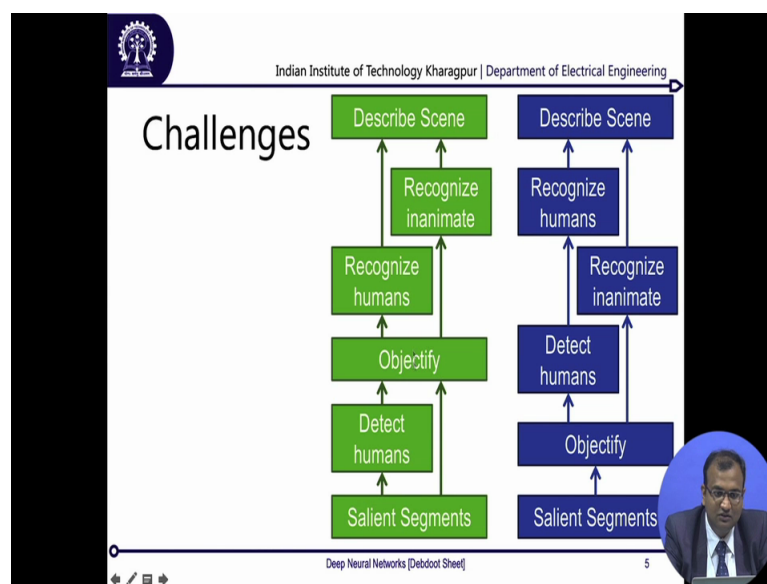 Indian Institute of Technology Kharagpur | Department of Electrical Engineering
Challenges
Describe Scene
Recognize
inanimate
Recognize
humans
Objectify
Detect
humans
Salient Segments
Describe Scene
Recognize
humans
Recognize
inanimate
Detect
humans
Objectify
Salient Segments
Deep Neural Networks [Debdoot Sheet]
5